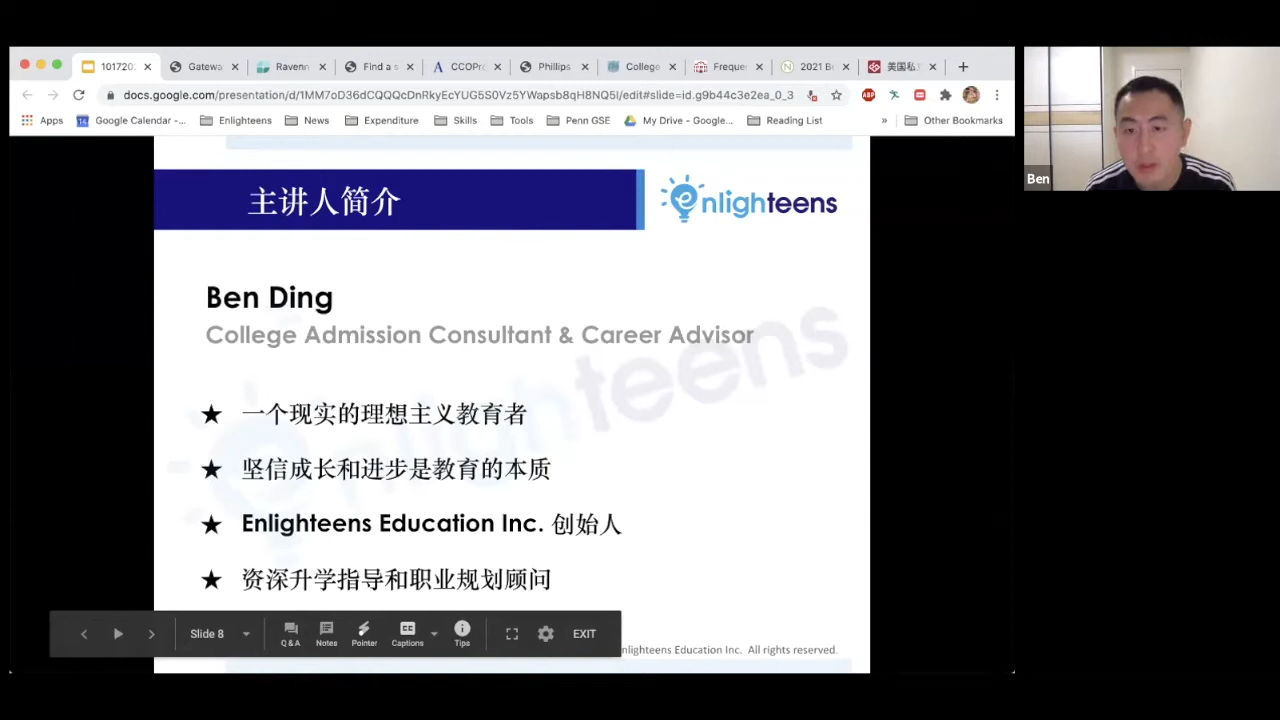 101720
Gatewa
Ravenn
Find a s
CCOPr
Phillips
College
Freque
2021 B
美国私
docs.google.com/presentation/d/1MM7oD36dCQQQcDnRkyEcYUG5S0Vz5YWapsb8qH8NQ5I/edit#slide=id.g9b44c3e2ea_0_3
ABP
Apps
Google Calendar -...
Enlighteens
News
Expenditure
Skills
Tools
Penn GSE
My Drive - Google...
Reading List
»
Other Bookmarks
主讲人简介
enlighteens
Ben Ding
College Admission Consultant & Career Advisor
★ 一个现实的理想主义教育者
★ 坚信成长和进步是教育的本质
★ Enlighteens Education Inc. 创始人
★ 资深升学指导和职业规划顾问
enlighteens
Slide 8
Q & A
Notes
Pointer
CC
Captions
Tips
EXIT
nlighteens Education Inc. All rights reserved.
Ben